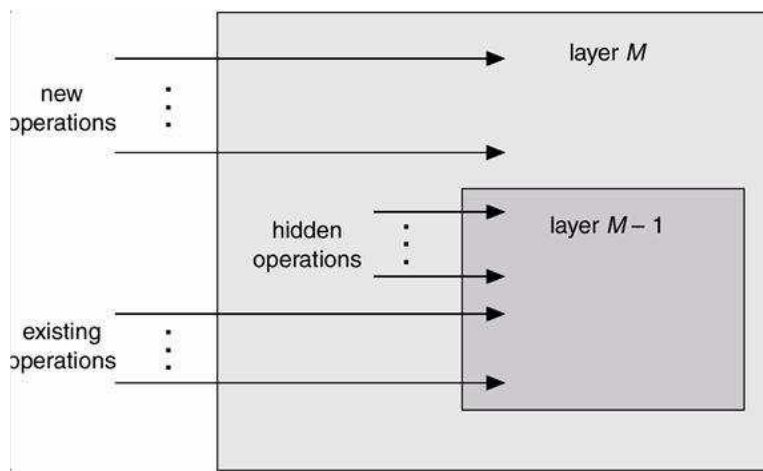 layer M
new
operations
layer M – 1
hidden
operations
existing
operations